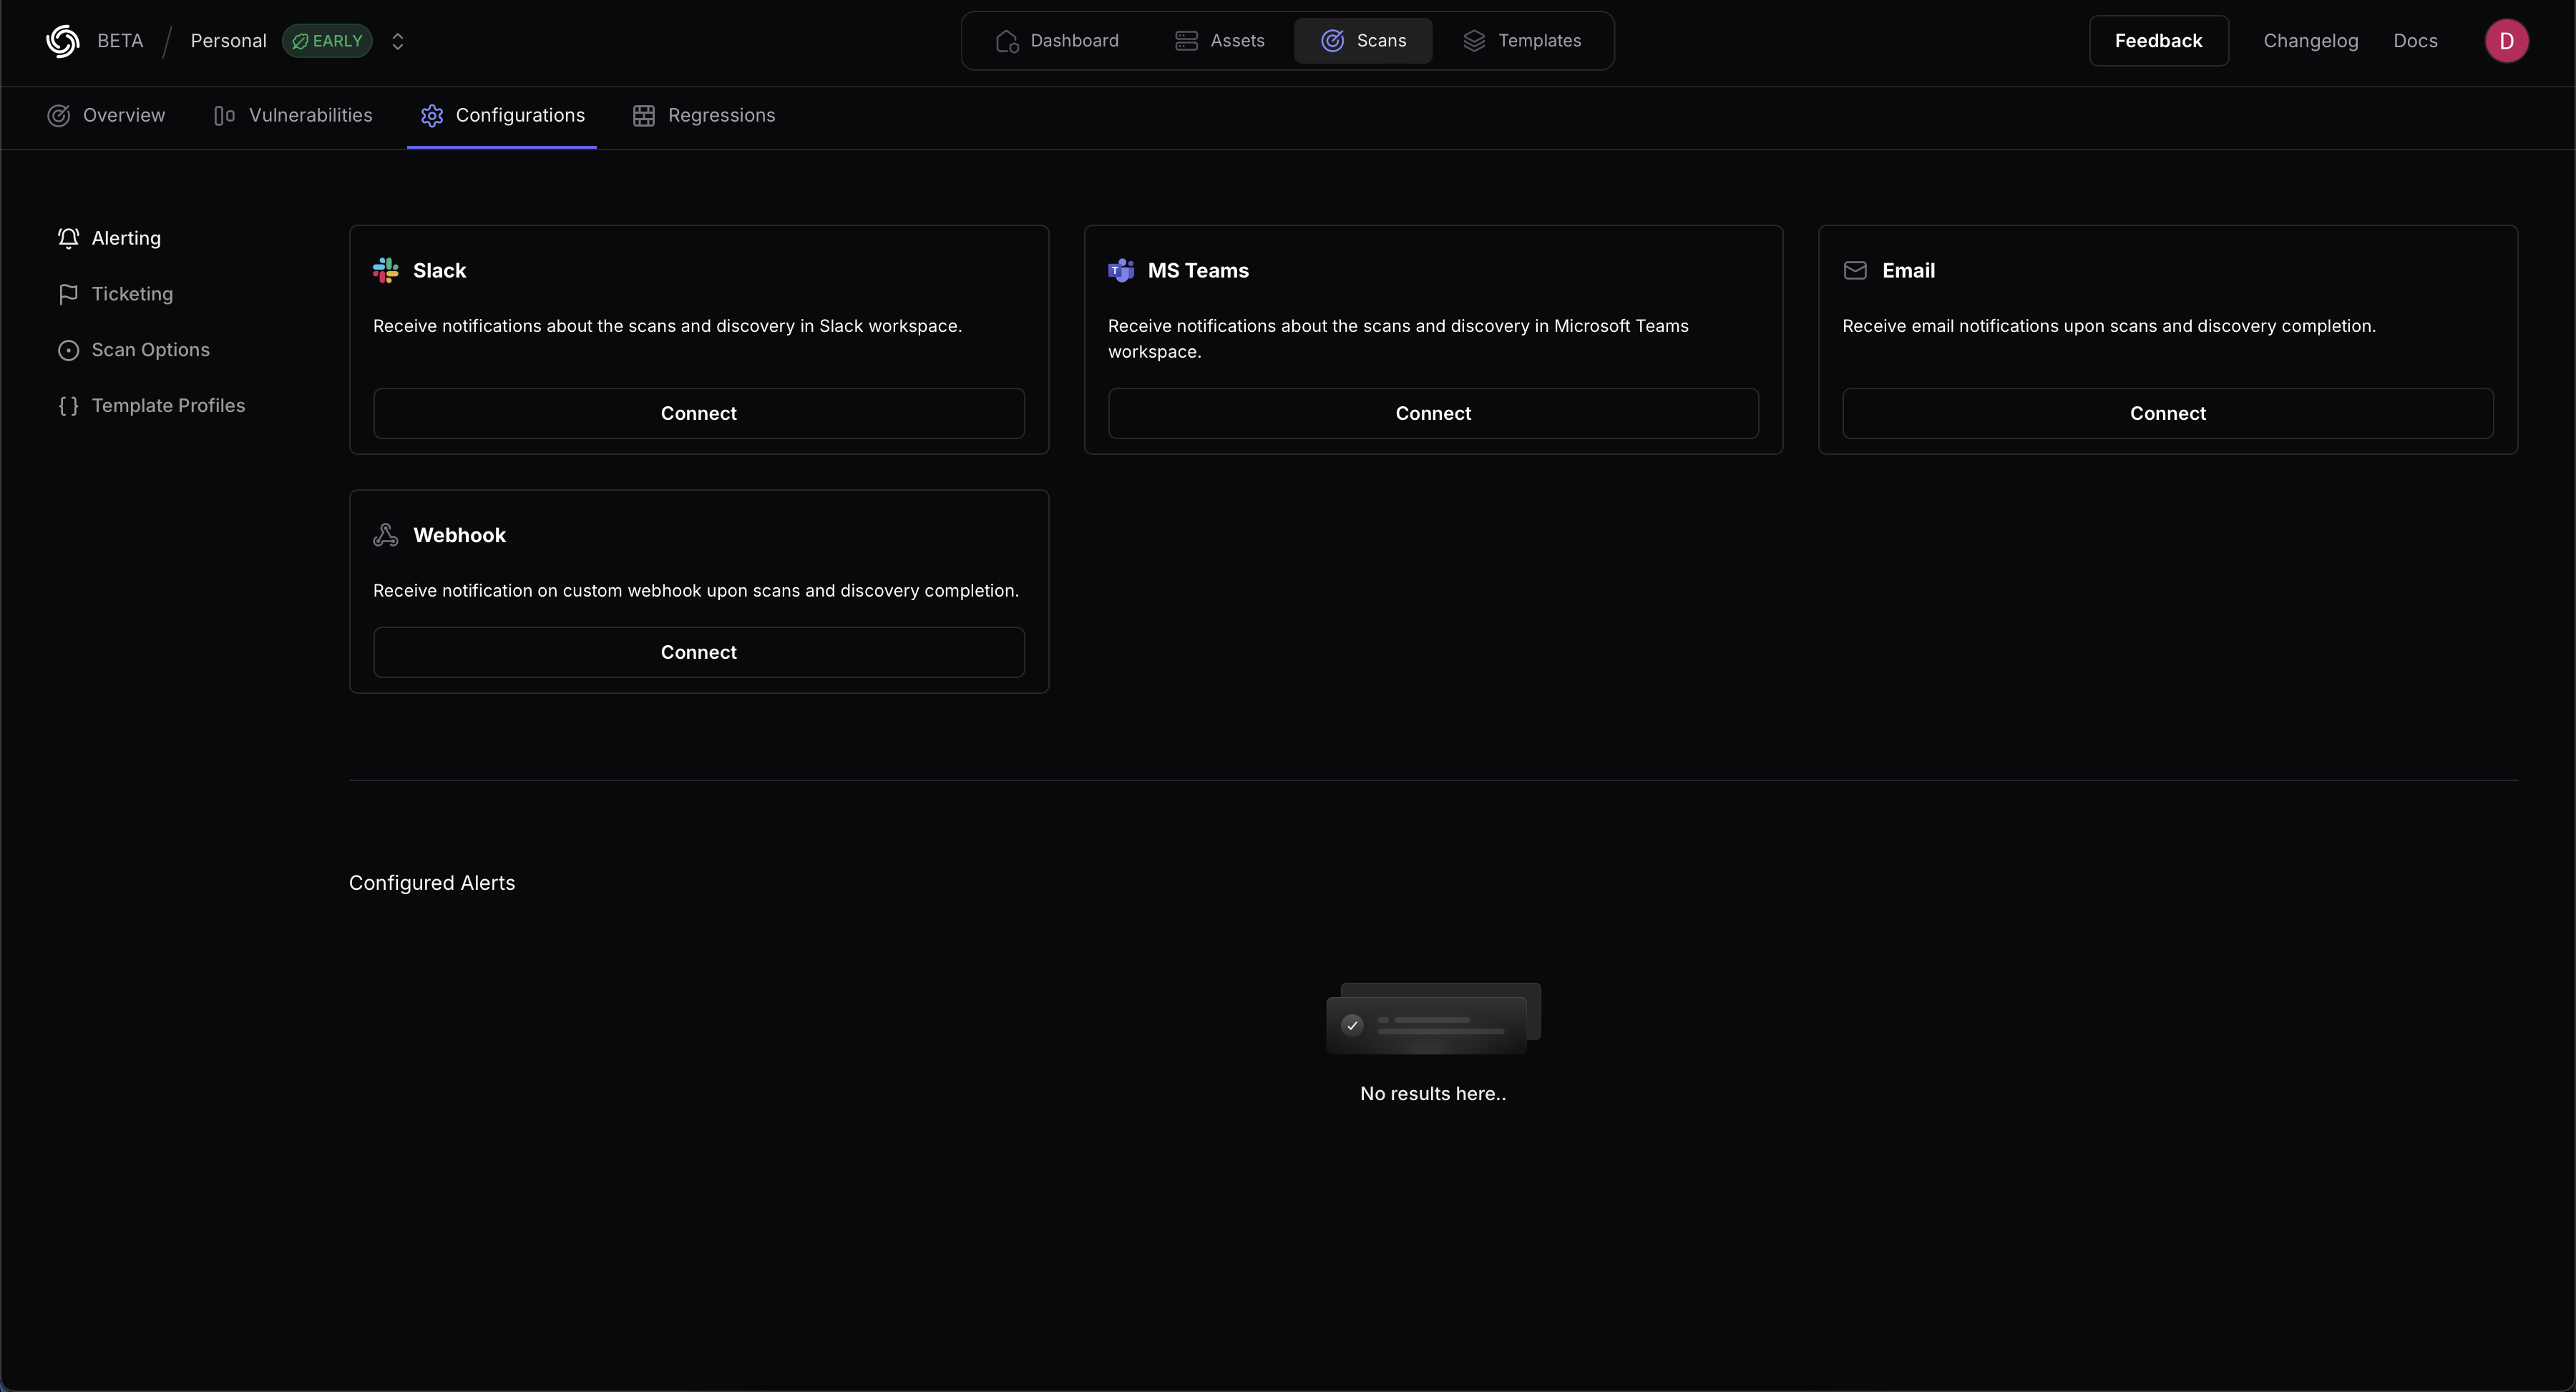 BETA / Personal EARLY
Dashboard Assets Scans Templates
Feedback Changelog Docs D
Overview Vulnerabilities Configurations Regressions
Alerting
Ticketing
Scan Options
Template Profiles
Slack
Receive notifications about the scans and discovery in Slack workspace.
Connect
MS Teams
Receive notifications about the scans and discovery in Microsoft Teams
workspace.
Connect
Email
Receive email notifications upon scans and discovery completion.
Connect
Webhook
Receive notification on custom webhook upon scans and discovery completion.
Connect
Configured Alerts
No results here..